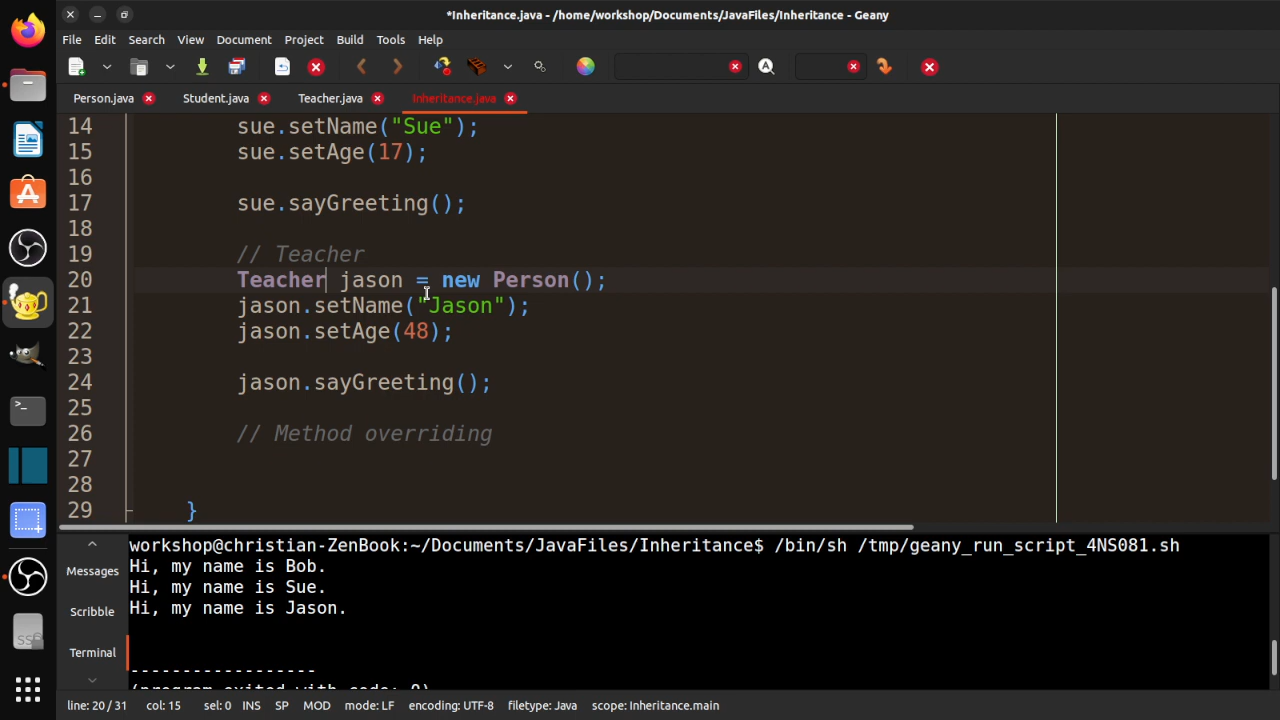 *Inheritance.java - /home/workshop/Documents/JavaFiles/Inheritance - Geany
File Edit Search View Document Project Build Tools Help
Person.java Student.java Teacher.java Inheritance.java
14 sue.setName("Sue");
15 sue.setAge(17);
16
17 sue.sayGreeting();
18
19 // Teacher
20 Teacher jason = new Person();
21 jason.setName("Jason");
22 jason.setAge(48);
23
24 jason.sayGreeting();
25
26 // Method overriding
27
28
29 }
workshop@christian-ZenBook:~/Documents/JavaFiles/Inheritance$ /bin/sh /tmp/geany_run_script_4NS081.sh
Messages
Hi, my name is Bob.
Hi, my name is Sue.
Scribble
Hi, my name is Jason.
Terminal
------------------
(program exited with code: 0)
line: 20 / 31 col: 15 sel: 0 INS SP MOD mode: LF encoding: UTF-8 filetype: Java scope: Inheritance.main